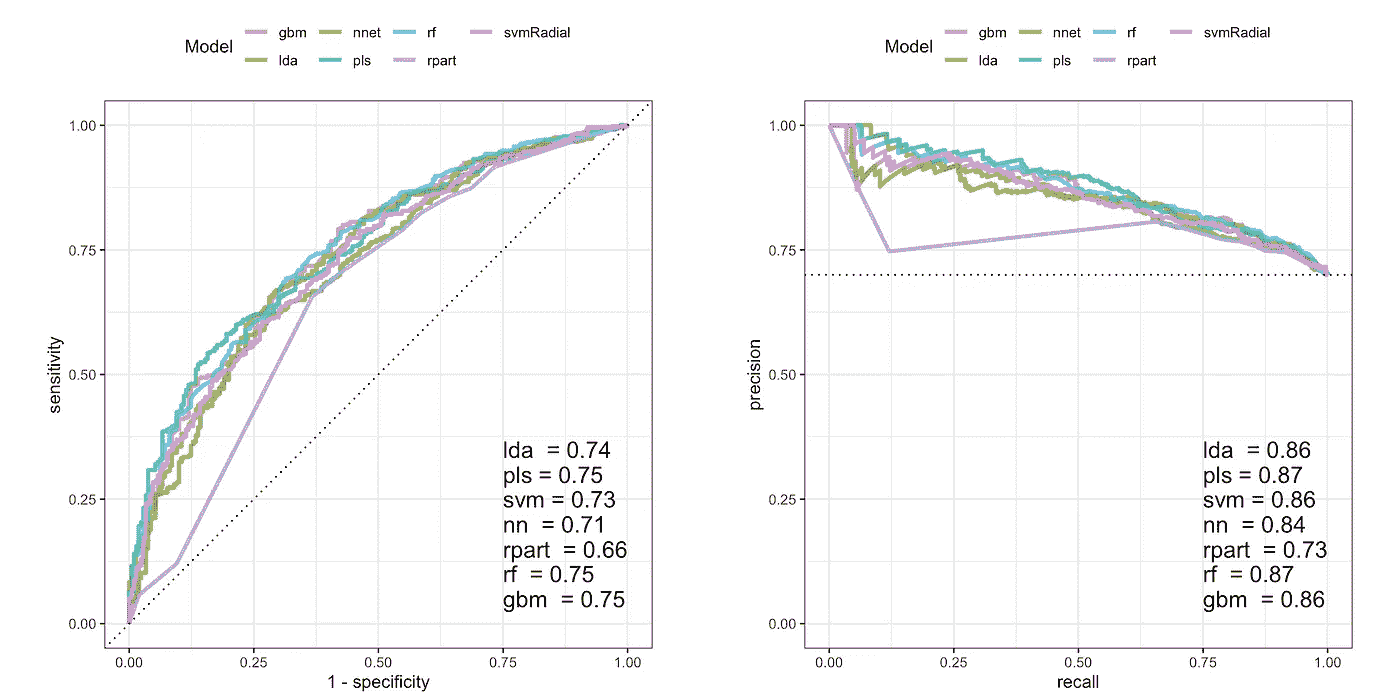 Model gbm nnet rf svmRadial
lda pls rpart
1.00
0.75
0.50
0.25
0.00
sensitivity
lda = 0.74
pls = 0.75
svm = 0.73
nn = 0.71
rpart = 0.66
rf = 0.75
gbm = 0.75
0.00 0.25 0.50 0.75 1.00
1 - specificity
Model gbm nnet rf svmRadial
lda pls rpart
1.00
0.75
0.50
0.25
0.00
precision
lda = 0.86
pls = 0.87
svm = 0.86
nn = 0.84
rpart = 0.73
rf = 0.87
gbm = 0.86
0.00 0.25 0.50 0.75 1.00
recall